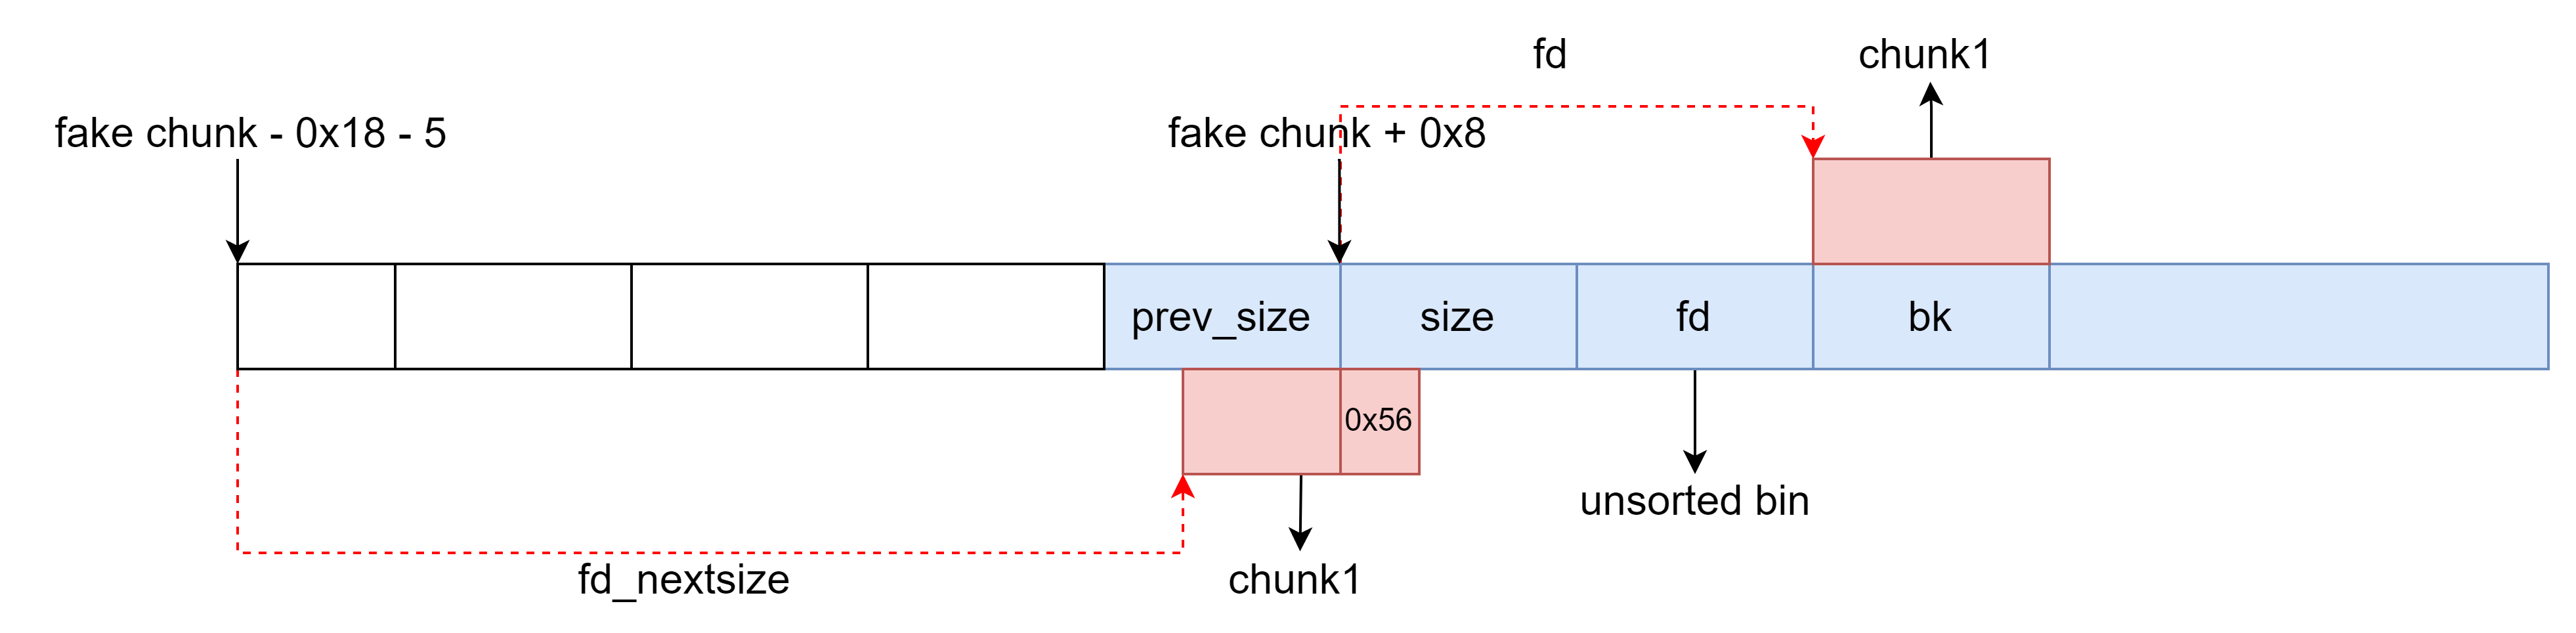 fd
chunk1
fake chunk - 0x18 - 5
fake chunk + 0x8
prev_size
size
fd
bk
0x56
unsorted bin
fd_nextsize
chunk1